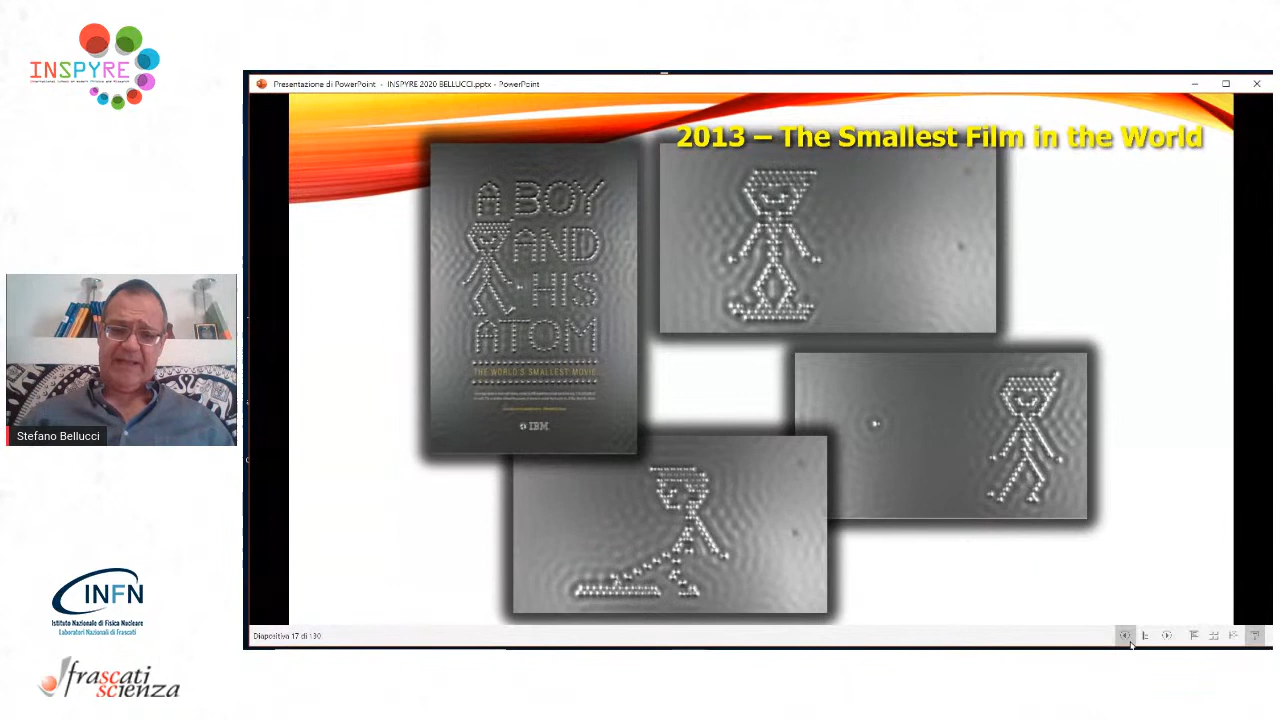 INSPYRE
Presentazione di PowerPoint - INSPYRE 2020 BELLUCCI.pptx - PowerPoint
2013 – The Smallest Film in the World
A BOY
AND
HIS
ATOM
THE WORLD'S SMALLEST MOVIE
IBM
Stefano Bellucci
INFN
Istituto Nazionale di Fisica Nucleare
Laboratori Nazionali di Frascati
frascati
scienza
Diapositiva 17 di 130